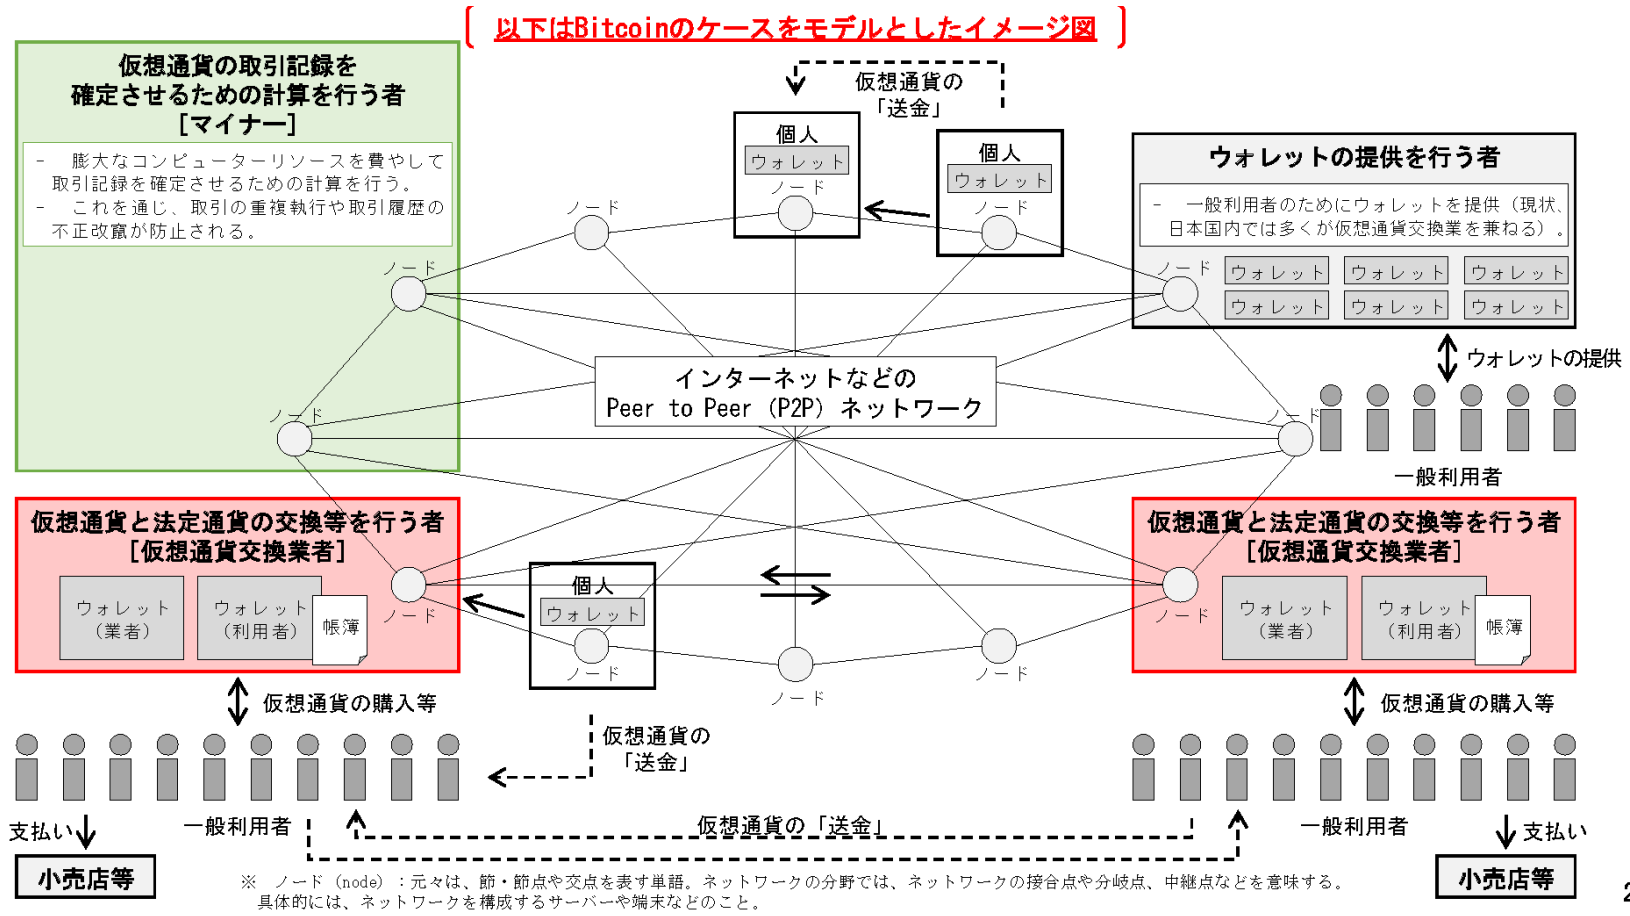 以下はBitcoinのケースをモデルとしたイメージ図
仮想通貨の取引記録を
確定させるための計算を行う者
[マイナー]
- 膨大なコンピューターリソースを費やして
取引記録を確定させるための計算を行う。
- これを通じ、取引の重複執行や取引履歴の
不正改竄が防止される。
ノード
ノード
ノード
仮想通貨の
「送金」
個人
ウォレット
ノード
個人
ウォレット
ノード
ウォレットの提供を行う者
- 一般利用者のためにウォレットを提供（現状、
日本国内では多くが仮想通貨交換業を兼ねる）。
ノード
ウォレット ウォレット ウォレット
ウォレット ウォレット ウォレット
ウォレットの提供
ノード
一般利用者
インターネットなどの
Peer to Peer (P2P) ネットワーク
仮想通貨と法定通貨の交換等を行う者
[仮想通貨交換業者]
ウォレット
（業者）
ウォレット
（利用者）
帳簿
ノード
個人
ウォレット
ノード
ノード
ノード
仮想通貨と法定通貨の交換等を行う者
[仮想通貨交換業者]
ノード
ウォレット
（業者）
ウォレット
（利用者）
帳簿
仮想通貨の購入等
仮想通貨の
「送金」
仮想通貨の購入等
支払い
一般利用者
仮想通貨の「送金」
一般利用者
支払い
小売店等
小売店等
※ ノード（node）：元々は、節・節点や交点を表す単語。ネットワークの分野では、ネットワークの接合点や分岐点、中継点などを意味する。
具体的には、ネットワークを構成するサーバーや端末などのこと。
2